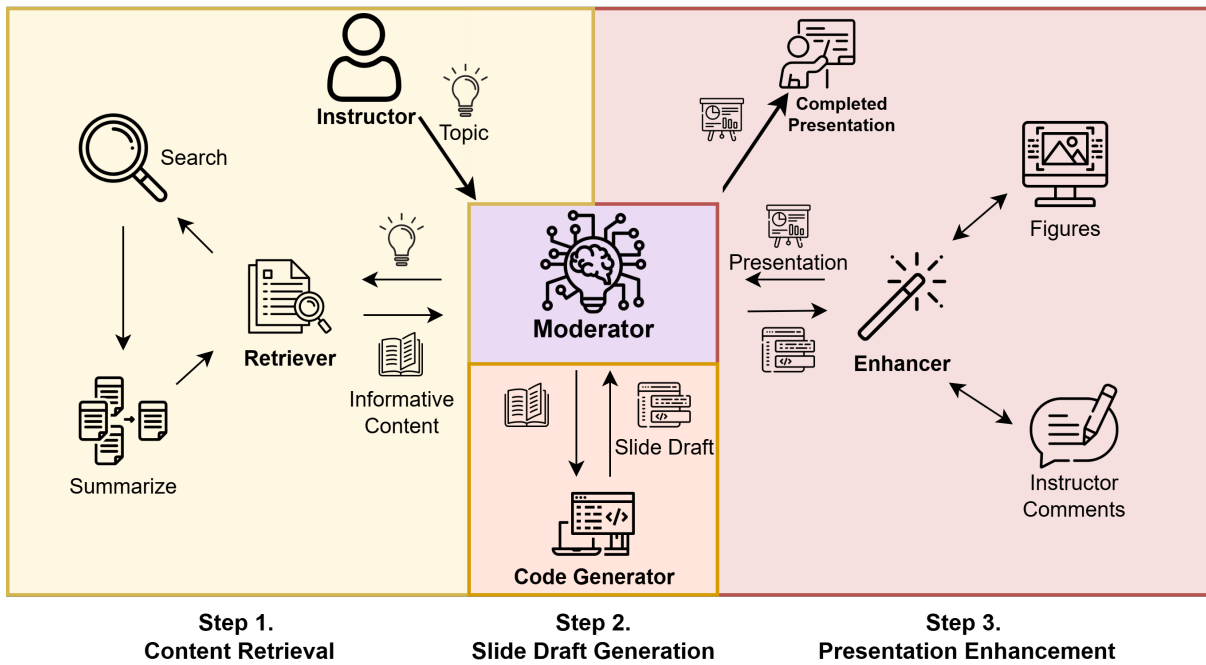 Instructor
Topic
Search
Retriever
Summarize
Informative
Content
Moderator
Slide Draft
Code Generator
Completed
Presentation
Presentation
Enhancer
Figures
Instructor
Comments
Step 1.
Content Retrieval
Step 2.
Slide Draft Generation
Step 3.
Presentation Enhancement